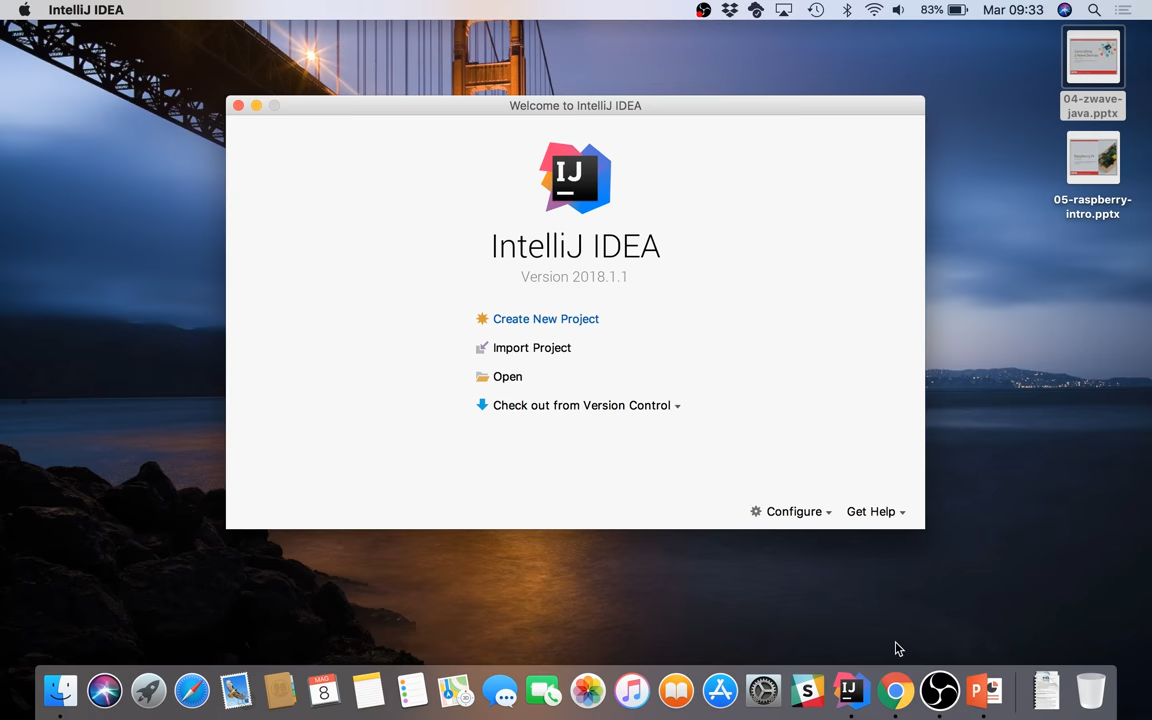 IntelliJ IDEA
83%
Mar 09:33
04-zwave-
java.pptx
05-raspberry-
intro.pptx
Welcome to IntelliJ IDEA
IJ
IntelliJ IDEA
Version 2018.1.1
Create New Project
Import Project
Open
Check out from Version Control
Configure
Get Help
MAG
8
3D
S
IJ
P